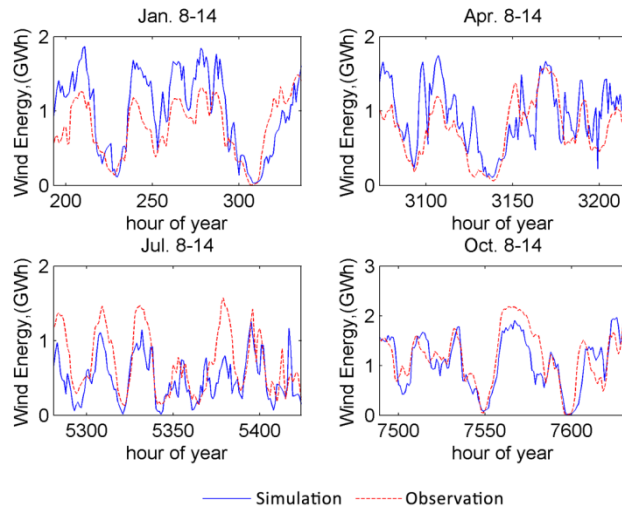 Jan. 8-14
Apr. 8-14
Wind Energy,(GWh)
2
1
0
200
250
300
hour of year
Wind Energy,(GWh)
2
1
0
3100
3150
3200
hour of year
Jul. 8-14
Oct. 8-14
Wind Energy,(GWh)
2
1
0
5300
5350
5400
hour of year
Wind Energy,(GWh)
3
2
1
0
7500
7550
7600
hour of year
Simulation
Observation